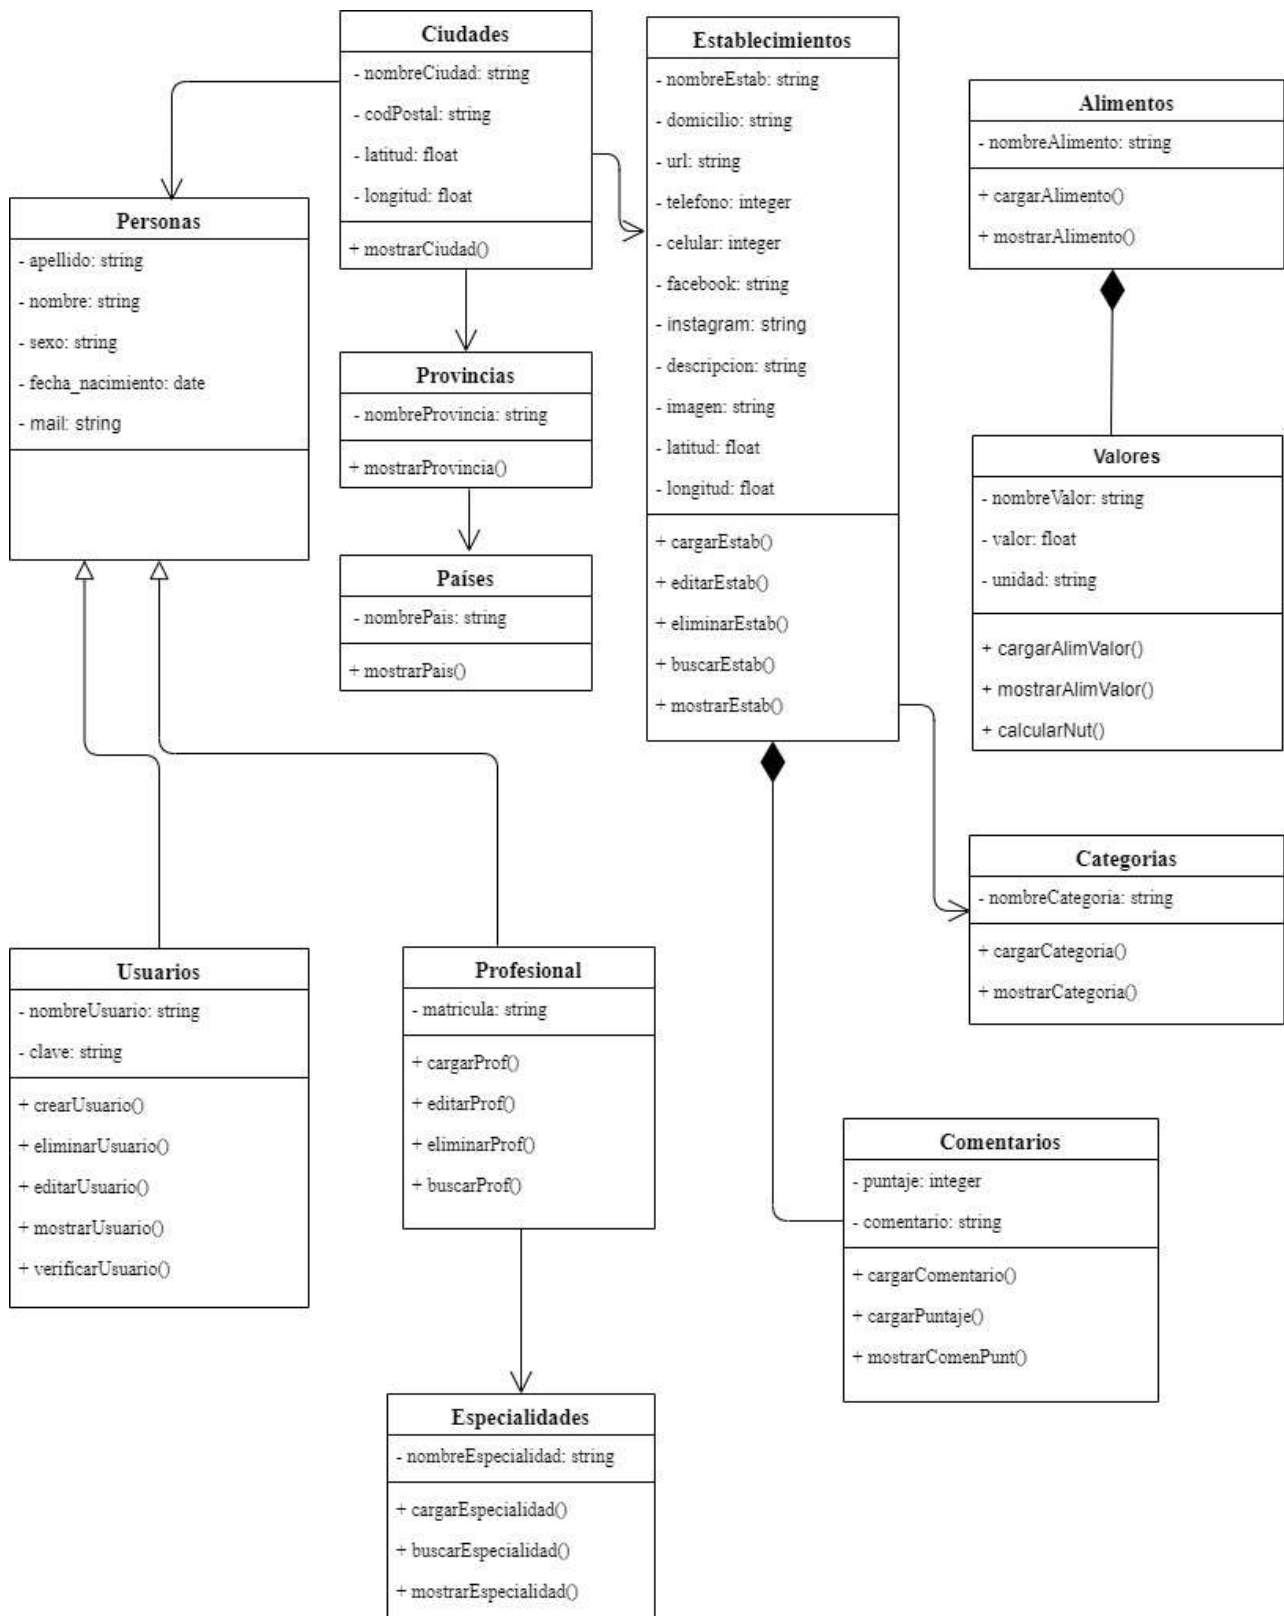 Ciudades
- nombreCiudad: string
- codPostal: string
- latitud: float
- longitud: float
+ mostrarCiudad()
Establecimientos
- nombreEstab: string
- domicilio: string
- url: string
- telefono: integer
- celular: integer
- facebook: string
- instagram: string
- descripcion: string
- imagen: string
- latitud: float
- longitud: float
+ cargarEstab()
+ editarEstab()
+ eliminarEstab()
+ buscarEstab()
+ mostrarEstab()
Alimentos
- nombreAlimento: string
+ cargarAlimento()
+ mostrarAlimento()
Personas
- apellido: string
- nombre: string
- sexo: string
- fecha_nacimiento: date
- mail: string
Provincias
- nombreProvincia: string
+ mostrarProvincia()
Países
- nombrePais: string
+ mostrarPais()
Valores
- nombreValor: string
- valor: float
- unidad: string
+ cargarAlimValor()
+ mostrarAlimValor()
+ calcularNut()
Categorias
- nombreCategoria: string
+ cargarCategoria()
+ mostrarCategoria()
Usuarios
- nombreUsuario: string
- clave: string
+ crearUsuario()
+ eliminarUsuario()
+ editarUsuario()
+ mostrarUsuario()
+ verificarUsuario()
Profesional
- matricula: string
+ cargarProf()
+ editarProf()
+ eliminarProf()
+ buscarProf()
Comentarios
- puntaje: integer
- comentario: string
+ cargarComentario()
+ cargarPuntaje()
+ mostrarComenPunt()
Especialidades
- nombreEspecialidad: string
+ cargarEspecialidad()
+ buscarEspecialidad()
+ mostrarEspecialidad()